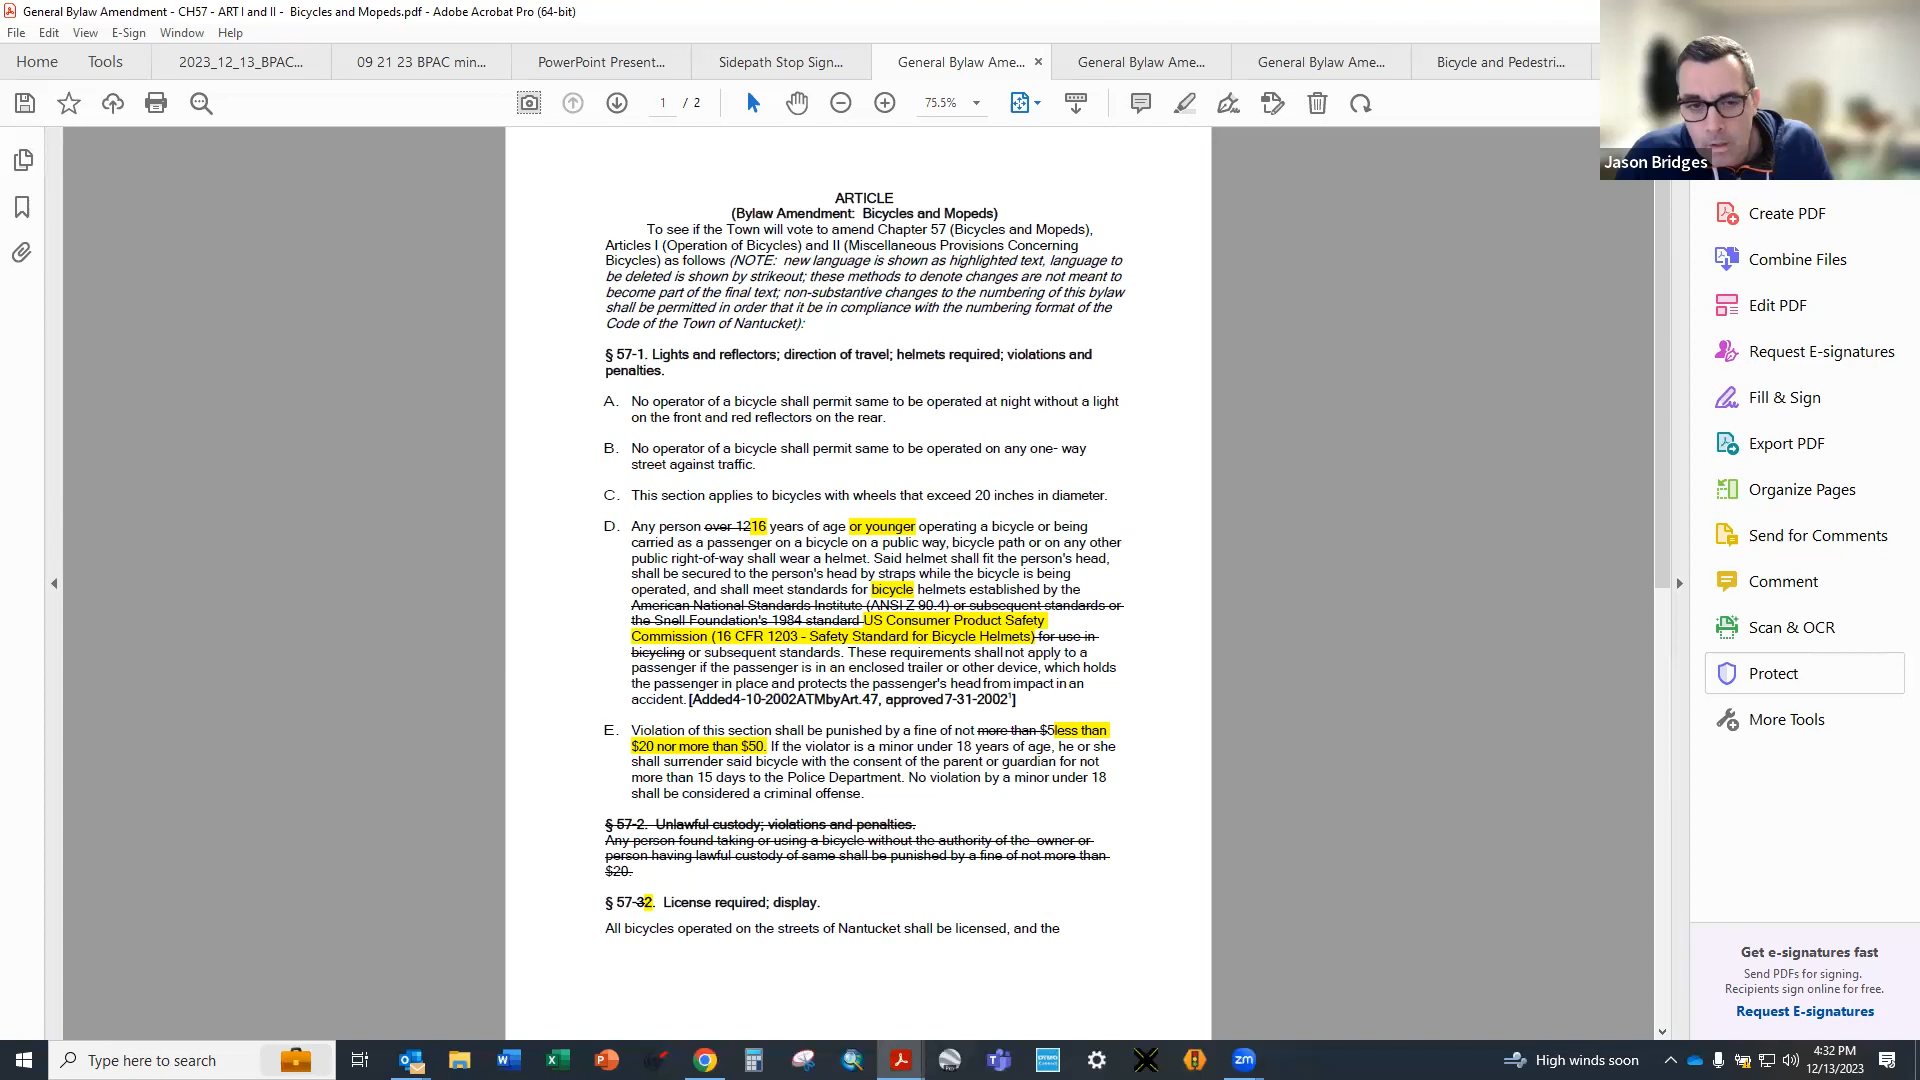 General Bylaw Amendment - CH57 - ART I and II - Bicycles and Mopeds.pdf - Adobe Acrobat Pro (64-bit)
File Edit View E-Sign Window Help
Home Tools 2023_12_13_BPAC... 09 21 23 BPAC min... PowerPoint Present... Sidepath Stop Sign... General Bylaw Ame... × General Bylaw Ame... General Bylaw Ame... Bicycle and Pedestri...
1 / 2 75.5%
Jason Bridges
ARTICLE
(Bylaw Amendment: Bicycles and Mopeds)
To see if the Town will vote to amend Chapter 57 (Bicycles and Mopeds),
Articles I (Operation of Bicycles) and II (Miscellaneous Provisions Concerning
Bicycles) as follows (NOTE: new language is shown as highlighted text, language to
be deleted is shown by strikeout; these methods to denote changes are not meant to
become part of the final text; non-substantive changes to the numbering of this bylaw
shall be permitted in order that it be in compliance with the numbering format of the
Code of the Town of Nantucket):
§ 57-1. Lights and reflectors; direction of travel; helmets required; violations and
penalties.
A. No operator of a bicycle shall permit same to be operated at night without a light
on the front and red reflectors on the rear.
B. No operator of a bicycle shall permit same to be operated on any one- way
street against traffic.
C. This section applies to bicycles with wheels that exceed 20 inches in diameter.
D. Any person over 1216 years of age or younger operating a bicycle or being
carried as a passenger on a bicycle on a public way, bicycle path or on any other
public right-of-way shall wear a helmet. Said helmet shall fit the person's head,
shall be secured to the person's head by straps while the bicycle is being
operated, and shall meet standards for bicycle helmets established by the
American National Standards Institute (ANSI Z 90.4) or subsequent standards or
the Snell Foundation's 1984 standard US Consumer Product Safety
Commission (16 CFR 1203 - Safety Standard for Bicycle Helmets) for use in
bicycling or subsequent standards. These requirements shall not apply to a
passenger if the passenger is in an enclosed trailer or other device, which holds
the passenger in place and protects the passenger's head from impact in an
accident. [Added 4-10-2002 ATM by Art. 47, approved 7-31-2002¹]
E. Violation of this section shall be punished by a fine of not more than $5less than
$20 nor more than $50. If the violator is a minor under 18 years of age, he or she
shall surrender said bicycle with the consent of the parent or guardian for not
more than 15 days to the Police Department. No violation by a minor under 18
shall be considered a criminal offense.
§ 57-2. Unlawful custody; violations and penalties.
Any person found taking or using a bicycle without the authority of the owner or
person having lawful custody of same shall be punished by a fine of not more than
$20.
§ 57-32. License required; display.
All bicycles operated on the streets of Nantucket shall be licensed, and the
Create PDF
Combine Files
Edit PDF
Request E-signatures
Fill & Sign
Export PDF
Organize Pages
Send for Comments
Comment
Scan & OCR
Protect
More Tools
Get e-signatures fast
Send PDFs for signing.
Recipients sign online for free.
Request E-Signatures
Type here to search
High winds soon
4:32 PM
12/13/2023